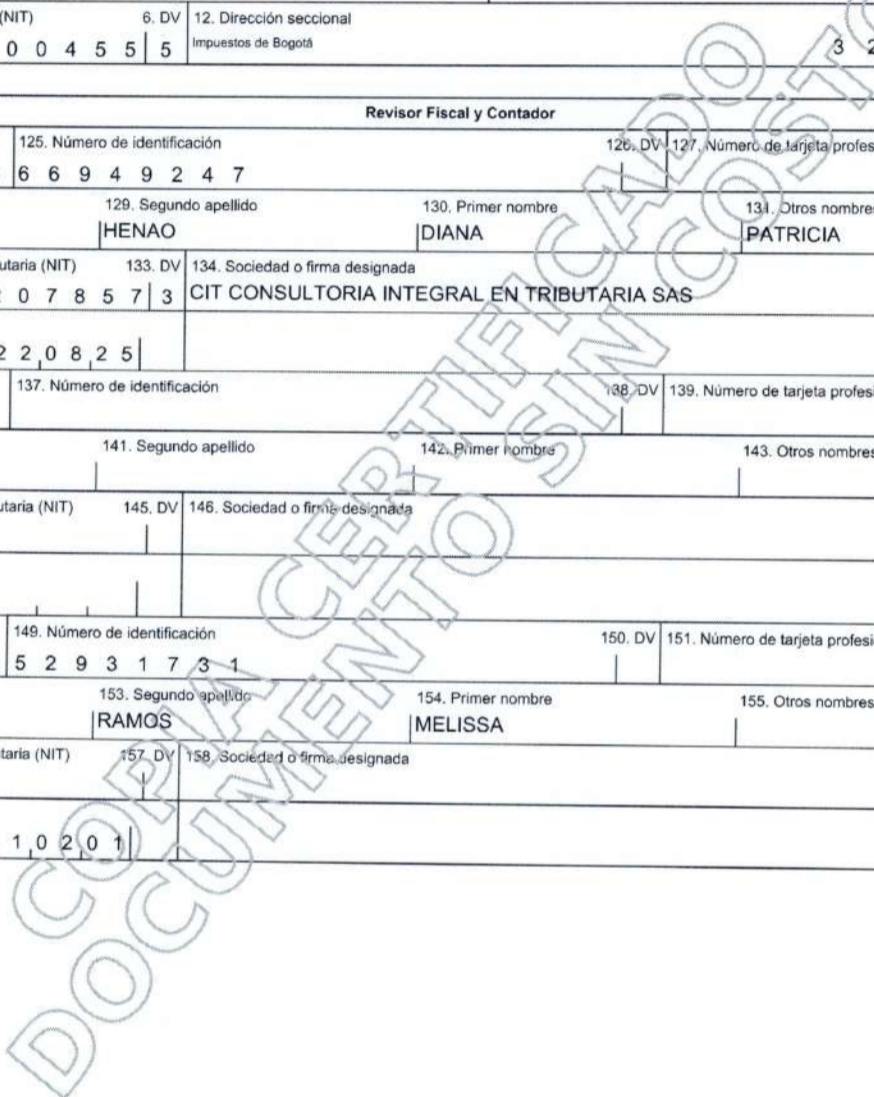 (NIT) 6. DV 12. Dirección seccional
0 0 4 5 5 5 Impuestos de Bogotá 3 2
Revisor Fiscal y Contador
125. Número de identificación 126. DV 127. Número de tarjeta profesi
6 6 9 4 9 2 4 7
129. Segundo apellido 130. Primer nombre 131. Otros nombres
HENAO DIANA PATRICIA
utaria (NIT) 133. DV 134. Sociedad o firma designada
0 7 8 5 7 3 CIT CONSULTORIA INTEGRAL EN TRIBUTARIA SAS
2 2 0 8 2 5
137. Número de identificación 138. DV 139. Número de tarjeta profesi
141. Segundo apellido 142. Primer nombre 143. Otros nombres
utaria (NIT) 145. DV 146. Sociedad o firma designada
149. Número de identificación 150. DV 151. Número de tarjeta profesi
5 2 9 3 1 7 3 1
153. Segundo apellido 154. Primer nombre 155. Otros nombres
RAMOS MELISSA
taria (NIT) 157. DV 158. Sociedad o firma designada
1 0 2 0 1
COPIA CERTIFICADO
DOCUMENTO SIN COSTO